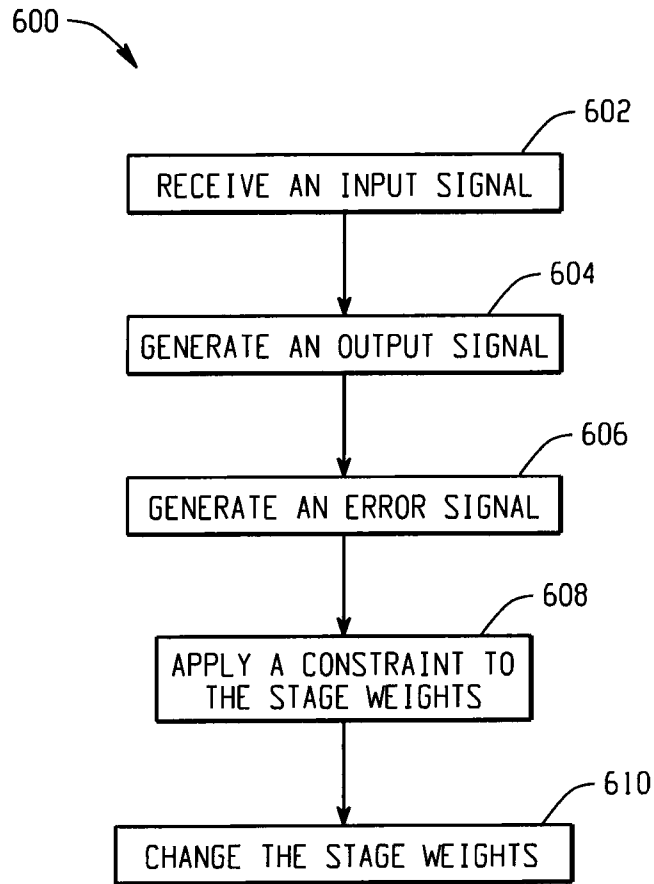 600
602
RECEIVE AN INPUT SIGNAL
604
GENERATE AN OUTPUT SIGNAL
606
GENERATE AN ERROR SIGNAL
608
APPLY A CONSTRAINT TO
THE STAGE WEIGHTS
610
CHANGE THE STAGE WEIGHTS